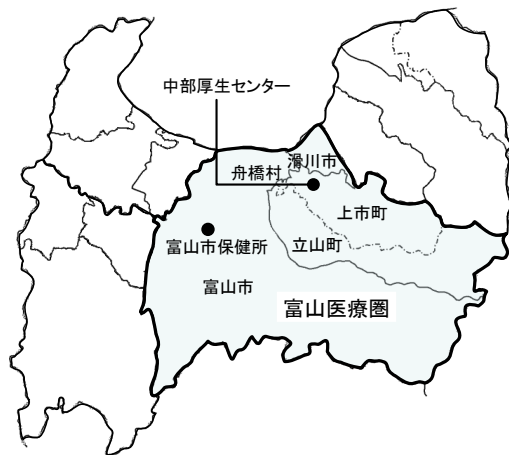 中部厚生センター
滑川市
舟橋村
上市町
立山町
富山市保健所
富山市
富山医療圏